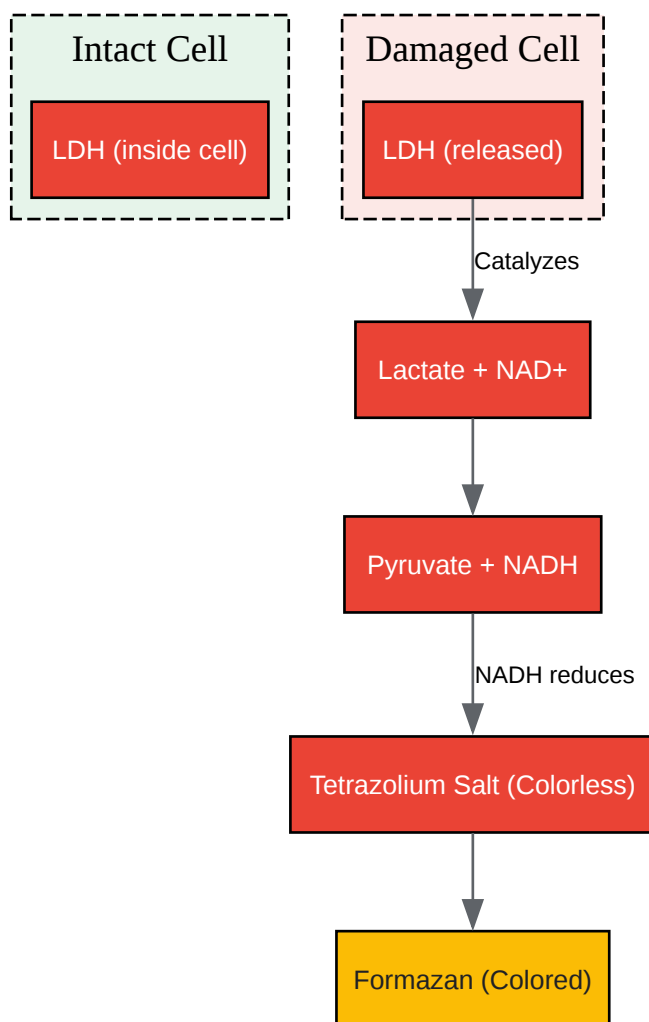 Intact Cell
Damaged Cell
LDH (inside cell)
LDH (released)
Catalyzes
Lactate + NAD+
Pyruvate + NADH
NADH reduces
Tetrazolium Salt (Colorless)
Formazan (Colored)